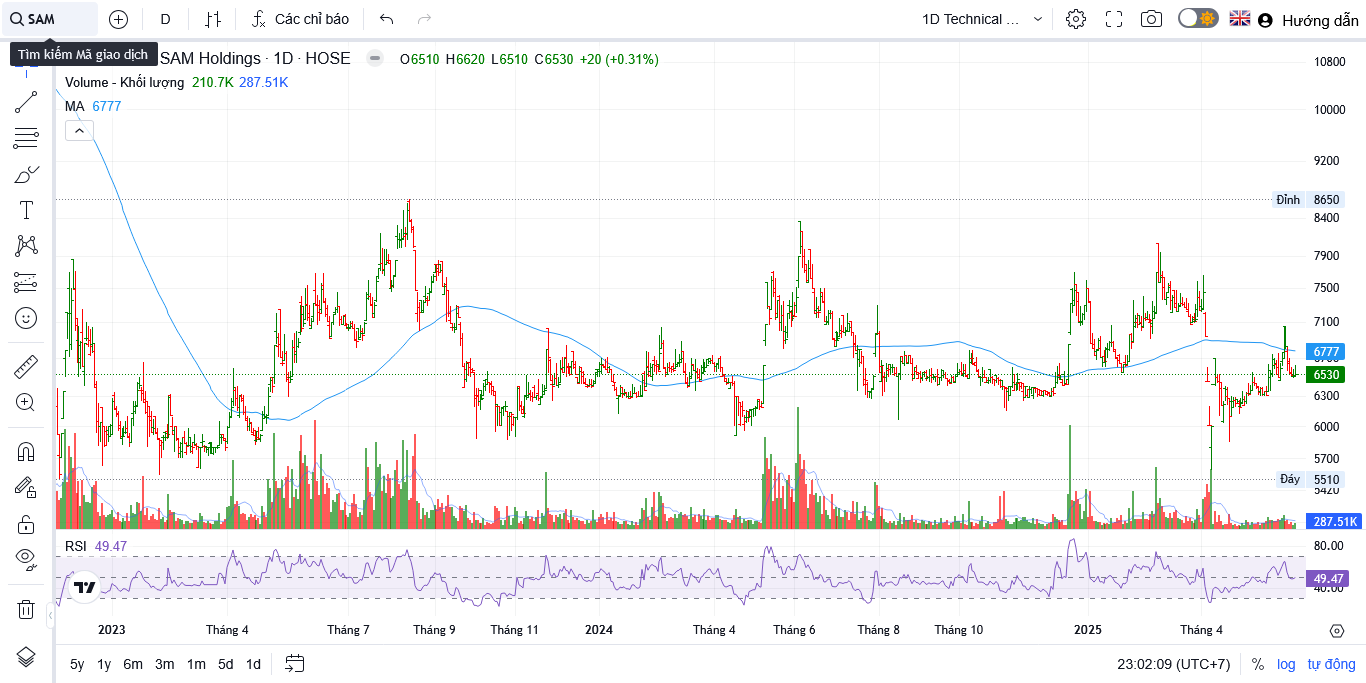 SAM
D
Các chỉ báo
1D Technical ...
Hướng dẫn
Tìm kiếm Mã giao dịch
SAM Holdings · 1D · HOSE
O6510 H6620 L6510 C6530 +20 (+0.31%)
Volume - Khối lượng 210.7K 287.51K
MA 6777
10800
10000
9200
Đỉnh 8650
8400
7900
7500
7100
6777
6530
6300
6000
5700
Đáy 5510
5420
287.51K
RSI 49.47
80.00
49.47
40.00
2023 Tháng 4 Tháng 7 Tháng 9 Tháng 11 2024 Tháng 4 Tháng 6 Tháng 8 Tháng 10 2025 Tháng 4
5y 1y 6m 3m 1m 5d 1d
23:02:09 (UTC+7) % log tự động